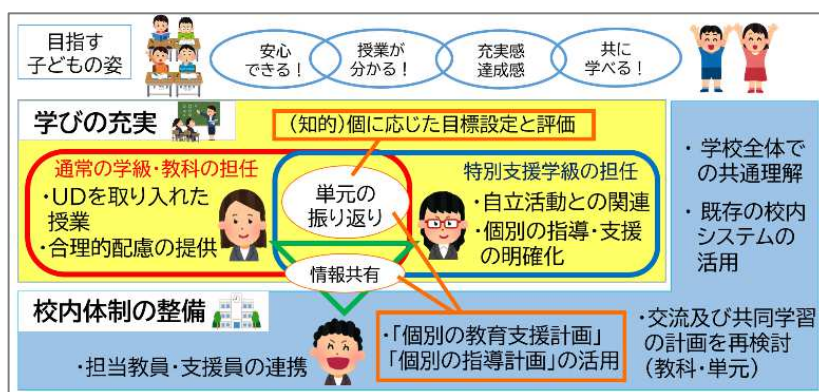 目指す
子どもの姿
安心
できる！
授業が
分かる！
充実感
達成感
共に
学べる！
学びの充実
（知的）個に応じた目標設定と評価
通常の学級・教科の担任
・UDを取り入れた
授業
・合理的配慮の提供
単元の
振り返り
特別支援学級の担任
・自立活動との関連
・個別の指導・支援
の明確化
情報共有
・学校全体で
の共通理解
・既存の校内
システムの
活用
校内体制の整備
・担当教員・支援員の連携
・「個別の教育支援計画」
「個別の指導計画」の活用
・交流及び共同学習
の計画を再検討
（教科・単元）